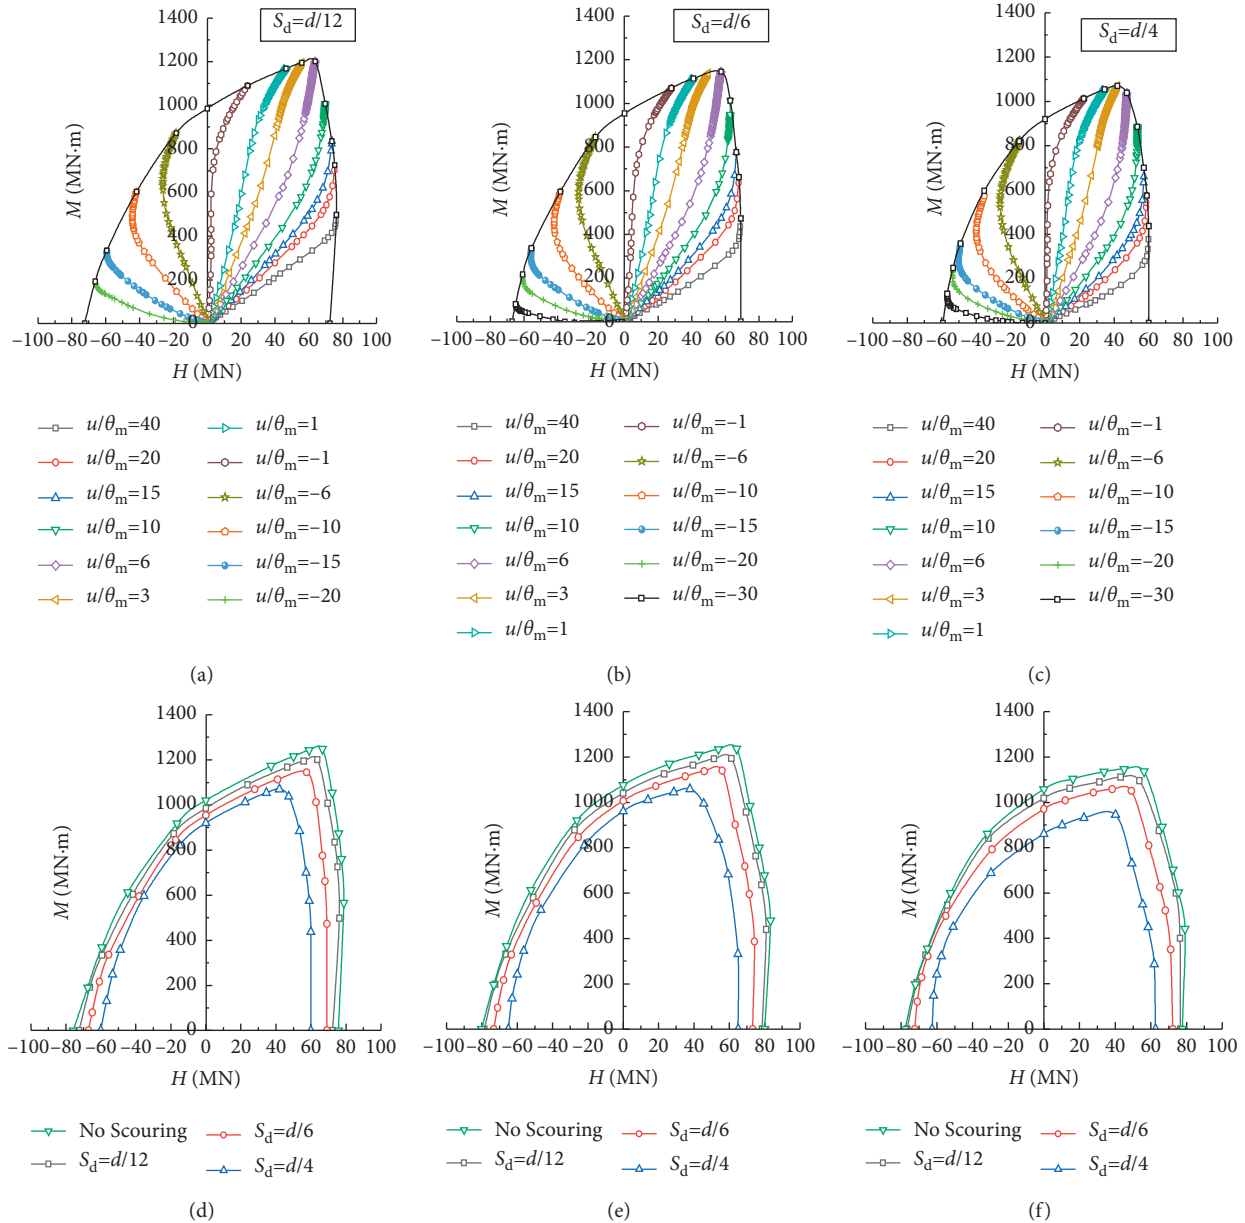 S_d=d/12
M (MN·m)
1400
1200
1000
800
600
400
200
0
–100
–80
–60
–40
–20
0
20
40
60
80
100
H (MN)
u/θ_m=40
u/θ_m=1
u/θ_m=20
u/θ_m=–1
u/θ_m=15
u/θ_m=–6
u/θ_m=10
u/θ_m=–10
u/θ_m=6
u/θ_m=–15
u/θ_m=3
u/θ_m=–20
(a)
S_d=d/6
M (MN·m)
1400
1200
1000
800
600
400
200
0
–100
–80
–60
–40
–20
0
20
40
60
80
100
H (MN)
u/θ_m=40
u/θ_m=–1
u/θ_m=20
u/θ_m=–6
u/θ_m=15
u/θ_m=–10
u/θ_m=10
u/θ_m=–15
u/θ_m=6
u/θ_m=–20
u/θ_m=3
u/θ_m=–30
u/θ_m=1
(b)
S_d=d/4
M (MN·m)
1400
1200
1000
800
600
400
200
0
–100
–80
–60
–40
–20
0
20
40
60
80
100
H (MN)
u/θ_m=40
u/θ_m=–1
u/θ_m=20
u/θ_m=–6
u/θ_m=15
u/θ_m=–10
u/θ_m=10
u/θ_m=–15
u/θ_m=6
u/θ_m=–20
u/θ_m=3
u/θ_m=–30
u/θ_m=1
(c)
M (MN·m)
1400
1200
1000
800
600
400
200
0
–100
–80
–60
–40
–20
0
20
40
60
80
100
H (MN)
No Scouring
S_d=d/6
S_d=d/12
S_d=d/4
(d)
M (MN·m)
1400
1200
1000
800
600
400
200
0
–100
–80
–60
–40
–20
0
20
40
60
80
100
H (MN)
No Scouring
S_d=d/6
S_d=d/12
S_d=d/4
(e)
M (MN·m)
1400
1200
1000
800
600
400
200
0
–100
–80
–60
–40
–20
0
20
40
60
80
100
H (MN)
No Scouring
S_d=d/6
S_d=d/12
S_d=d/4
(f)